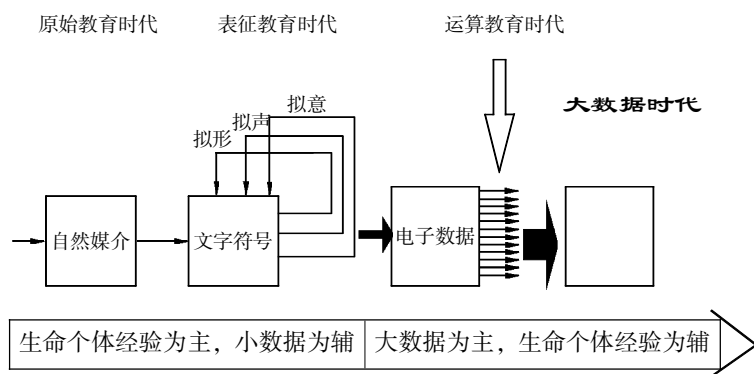 原始教育时代 表征教育时代 运算教育时代
大数据时代
拟意
拟声
拟形
自然媒介 文字符号 电子数据
生命个体经验为主，小数据为辅 大数据为主，生命个体经验为辅